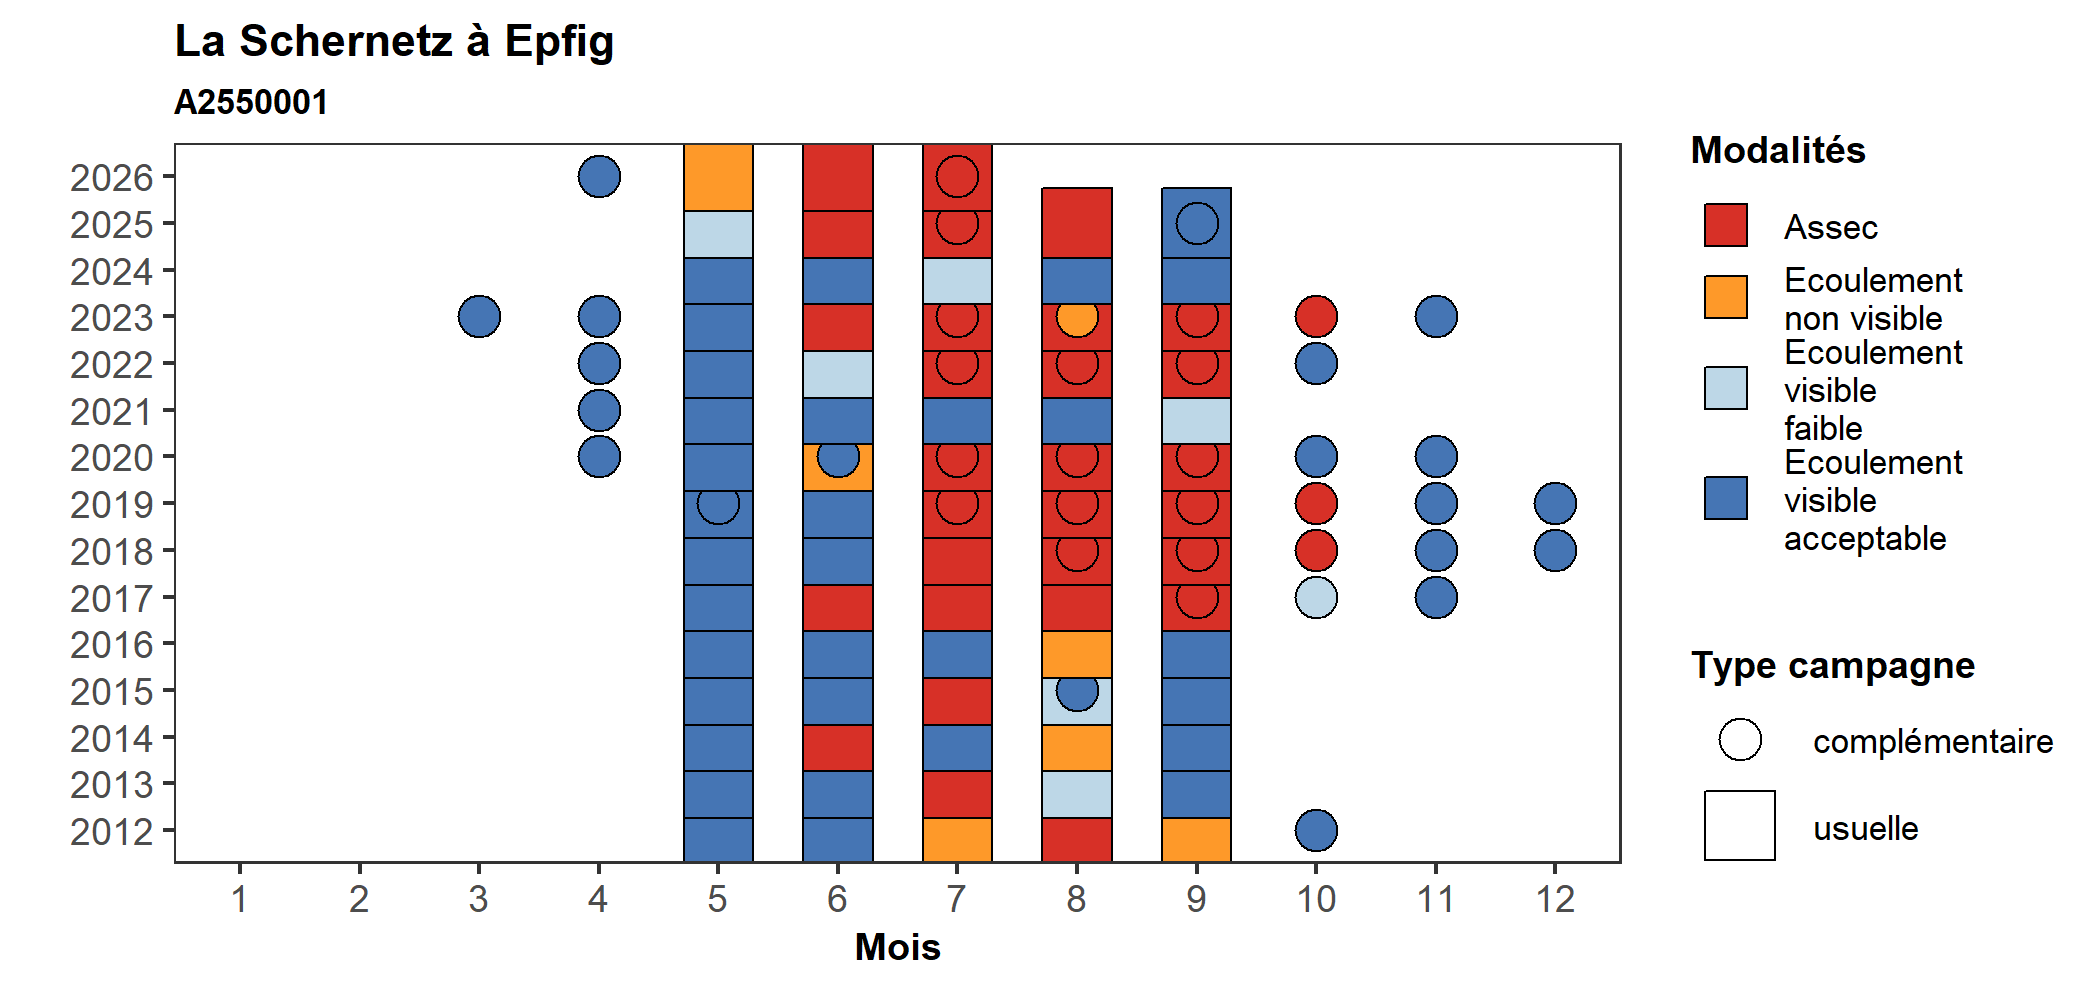 La Schernetz à Epfig
A2550001
2026
2025
2024
2023
2022
2021
2020
2019
2018
2017
2016
2015
2014
2013
2012
1 2 3 4 5 6 7 8 9 10 11 12
Mois
Modalités
Assec
Ecoulement
non visible
Ecoulement
visible
faible
Ecoulement
visible
acceptable
Type campagne
complémentaire
usuelle